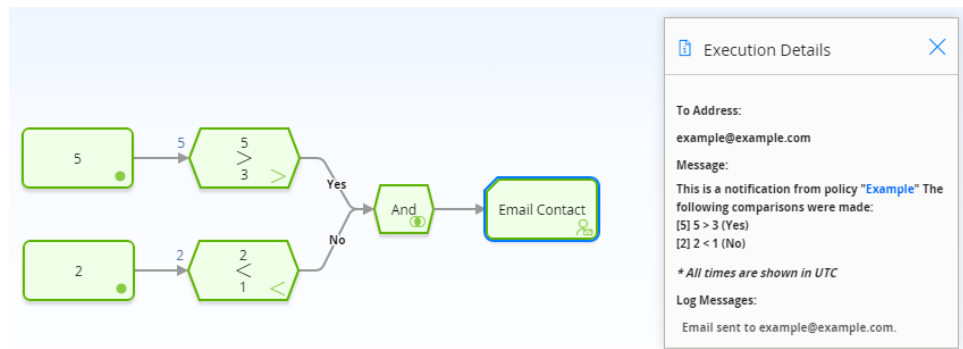 5
5
5
>
3
>
Yes
And
Email Contact
No
2
2
2
<
1
<
Execution Details
To Address:
example@example.com
Message:
This is a notification from policy "Example" The
following comparisons were made:
[5] 5 > 3 (Yes)
[2] 2 < 1 (No)
* All times are shown in UTC
Log Messages:
Email sent to example@example.com.